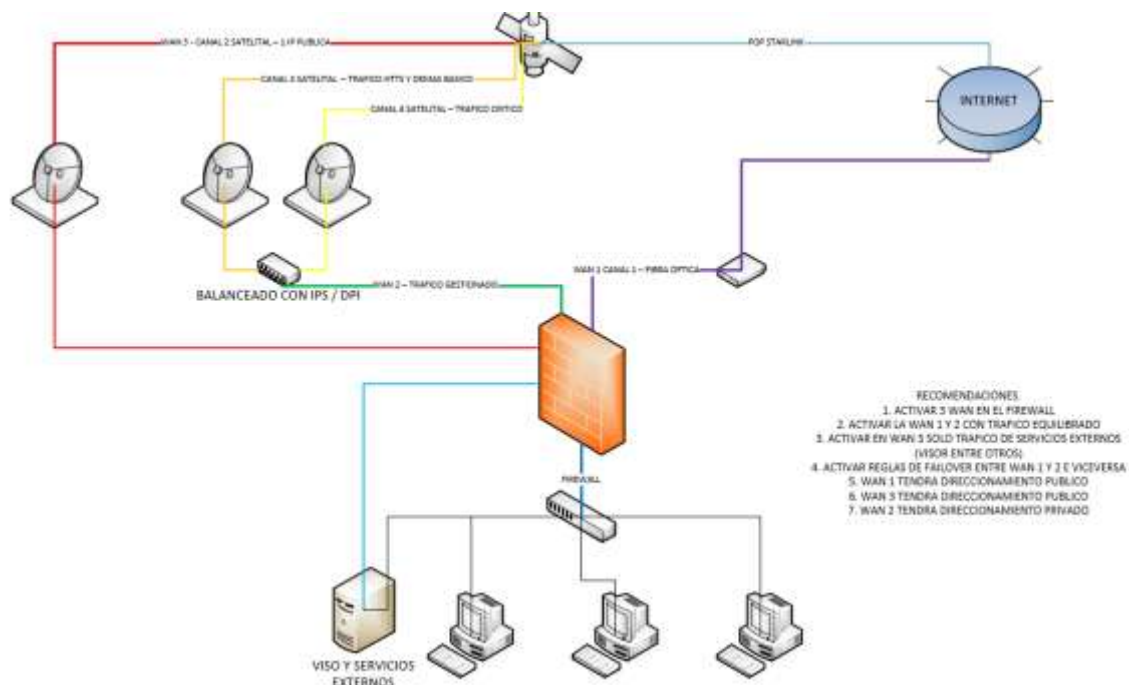 WAN 3 - CANAL 2 SATELITAL – 1 IP PUBLICA
POP STARLINK
CANAL 3 SATELITAL – TRAFICO HTTS Y DEMAS BASICO
CANAL 4 SATELITAL – TRAFICO CRITICO
INTERNET
WAN 1 CANAL 1 – FIBRA OPTICA
WAN 2 – TRAFICO GESTIONADO
BALANCEADO CON IPS / DPI
RECOMENDACIONES
1. ACTIVAR 3 WAN EN EL FIREWALL
2. ACTIVAR LA WAN 1 Y 2 CON TRAFICO EQUILIBRADO
3. ACTIVAR EN WAN 3 SOLO TRAFICO DE SERVICIOS EXTERNOS
(VISOR ENTRE OTROS)
4. ACTIVAR REGLAS DE FAILOVER ENTRE WAN 1 Y 2 E VICEVERSA
5. WAN 1 TENDRA DIRECCIONAMIENTO PUBLICO
6. WAN 3 TENDRA DIRECCIONAMIENTO PUBLICO
7. WAN 2 TENDRA DIRECCIONAMIENTO PRIVADO
FIREWALL
VISO Y SERVICIOS
EXTERNOS